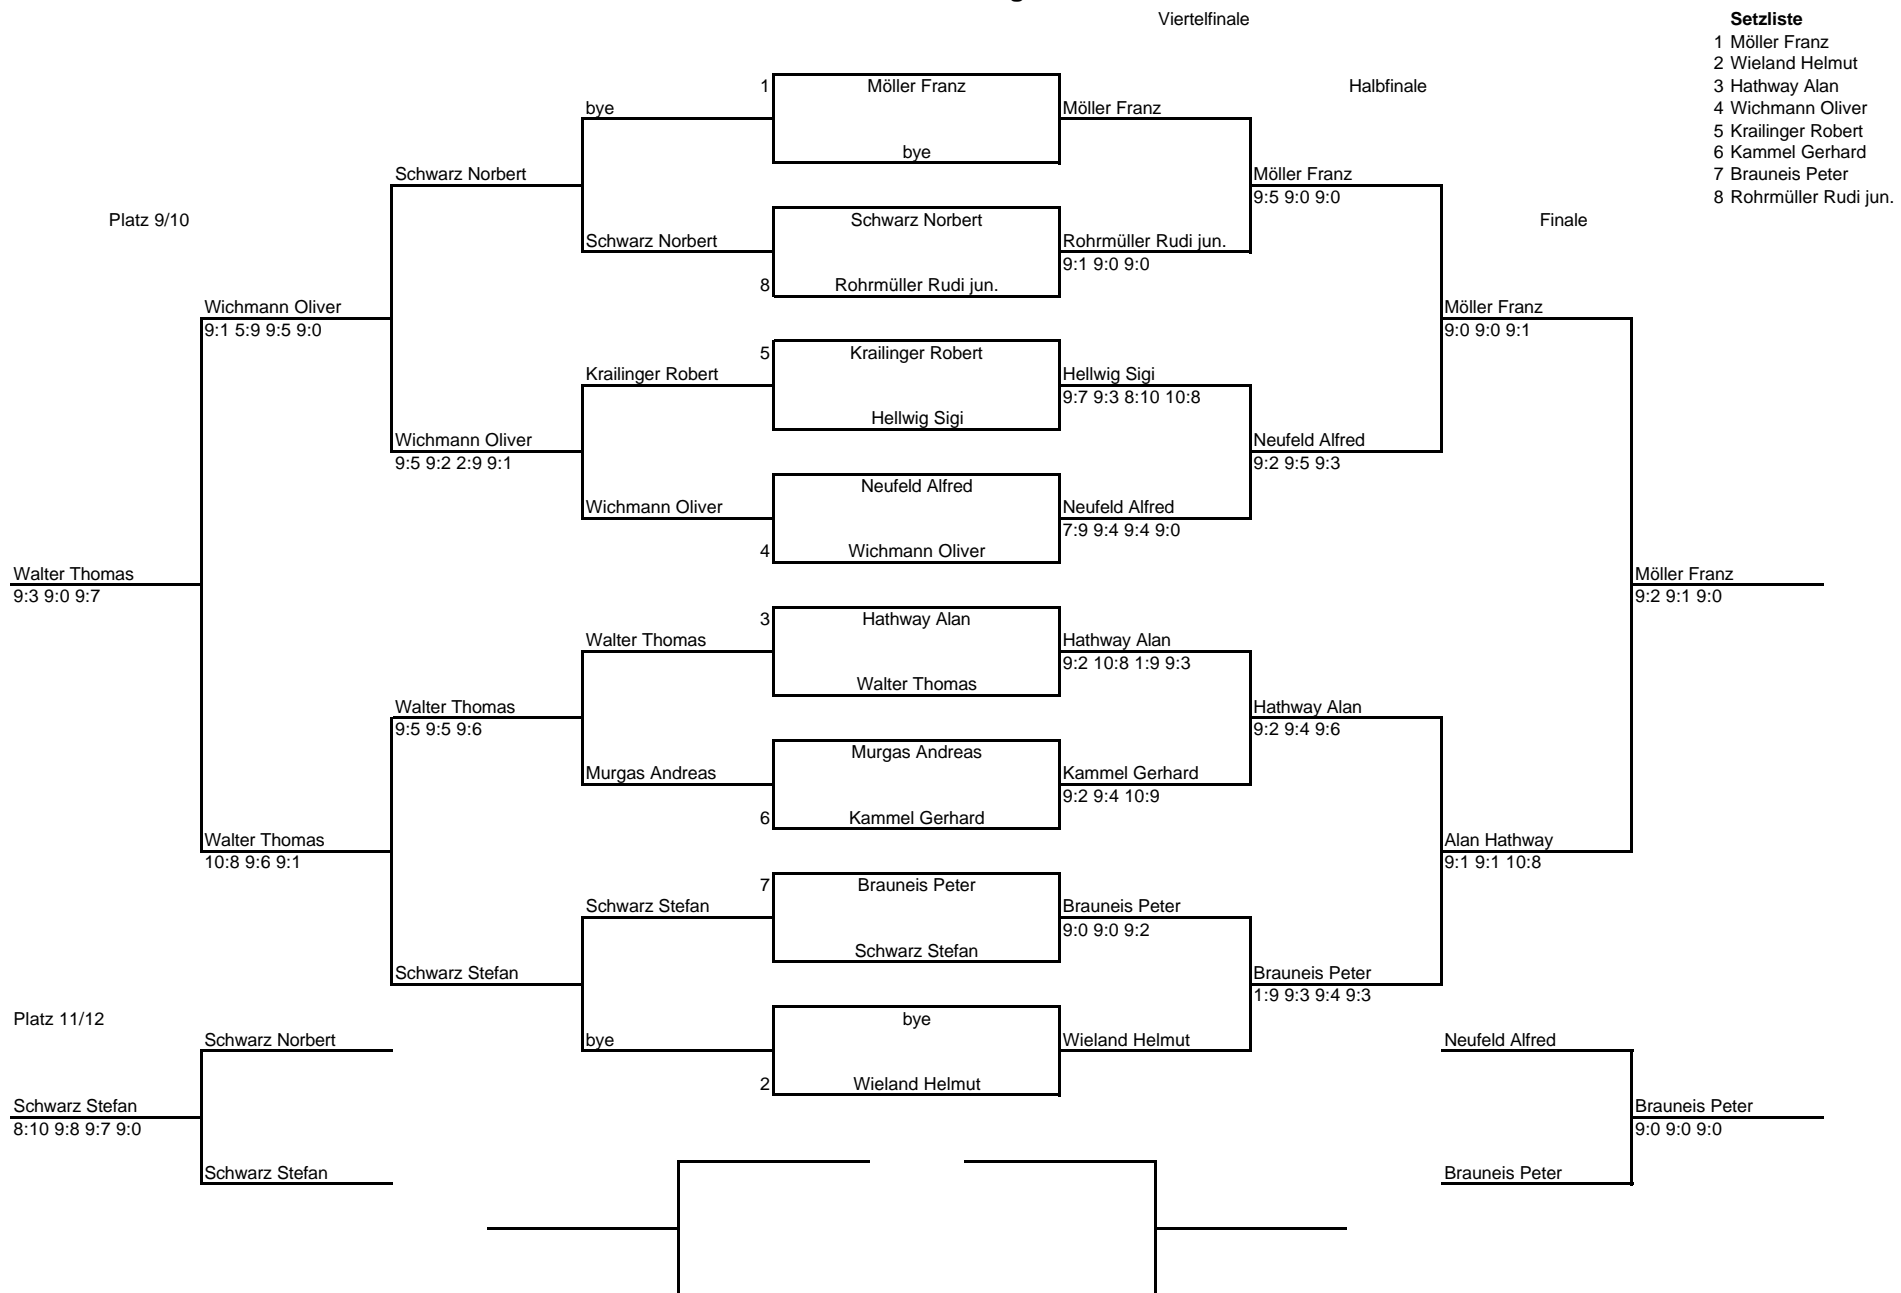 Viertelfinale
Setzliste
1 Möller Franz
2 Wieland Helmut
3 Hathway Alan
4 Wichmann Oliver
5 Krailinger Robert
6 Kammel Gerhard
7 Brauneis Peter
8 Rohrmüller Rudi jun.
Halbfinale
Finale
Platz 9/10
1 Möller Franz
bye
Schwarz Norbert
8 Rohrmüller Rudi jun.
5 Krailinger Robert
Hellwig Sigi
Neufeld Alfred
4 Wichmann Oliver
3 Hathway Alan
Walter Thomas
Murgas Andreas
6 Kammel Gerhard
7 Brauneis Peter
Schwarz Stefan
bye
2 Wieland Helmut
Möller Franz
Rohrmüller Rudi jun.
9:1 9:0 9:0
Hellwig Sigi
9:7 9:3 8:10 10:8
Neufeld Alfred
7:9 9:4 9:4 9:0
Hathway Alan
9:2 10:8 1:9 9:3
Kammel Gerhard
9:2 9:4 10:9
Brauneis Peter
9:0 9:0 9:2
Wieland Helmut
Möller Franz
9:5 9:0 9:0
Neufeld Alfred
9:2 9:5 9:3
Hathway Alan
9:2 9:4 9:6
Brauneis Peter
1:9 9:3 9:4 9:3
Möller Franz
9:0 9:0 9:1
Alan Hathway
9:1 9:1 10:8
Möller Franz
9:2 9:1 9:0
Neufeld Alfred
Brauneis Peter
Brauneis Peter
9:0 9:0 9:0
bye
Schwarz Norbert
Krailinger Robert
Wichmann Oliver
Walter Thomas
Murgas Andreas
Schwarz Stefan
bye
Schwarz Norbert
Wichmann Oliver
9:5 9:2 2:9 9:1
Walter Thomas
9:5 9:5 9:6
Schwarz Stefan
Wichmann Oliver
9:1 5:9 9:5 9:0
Walter Thomas
10:8 9:6 9:1
Walter Thomas
9:3 9:0 9:7
Platz 11/12
Schwarz Norbert
Schwarz Stefan
Schwarz Stefan
8:10 9:8 9:7 9:0